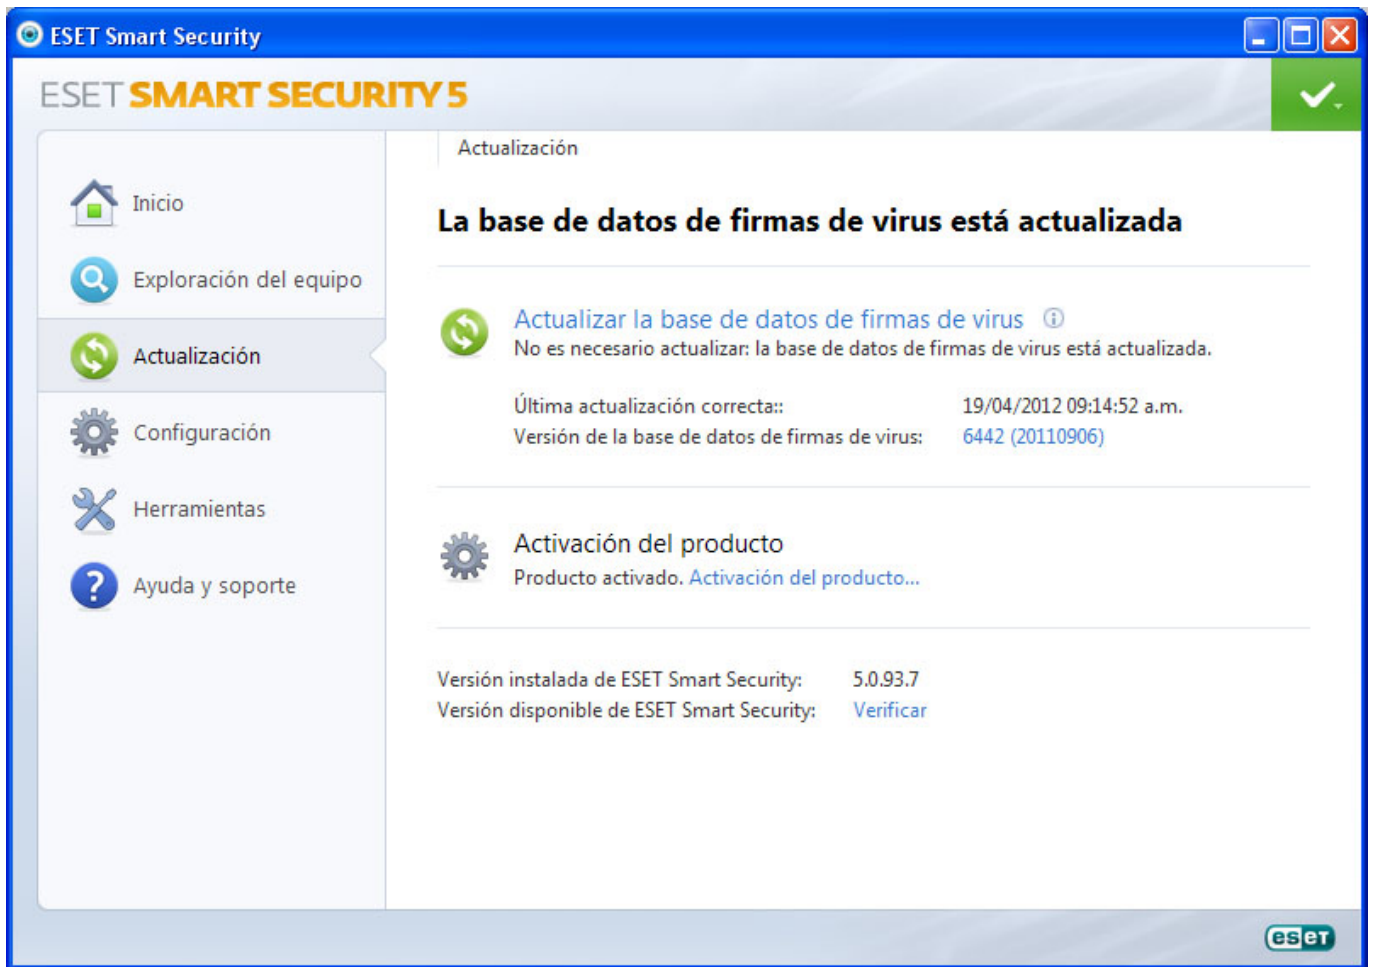 ESET Smart Security
ESET SMART SECURITY 5
Actualización
Inicio
Exploración del equipo
Actualización
Configuración
Herramientas
Ayuda y soporte
La base de datos de firmas de virus está actualizada
Actualizar la base de datos de firmas de virus
No es necesario actualizar: la base de datos de firmas de virus está actualizada.
Última actualización correcta:: 19/04/2012 09:14:52 a.m.
Versión de la base de datos de firmas de virus: 6442 (20110906)
Activación del producto
Producto activado. Activación del producto...
Versión instalada de ESET Smart Security: 5.0.93.7
Versión disponible de ESET Smart Security: Verificar
eseT